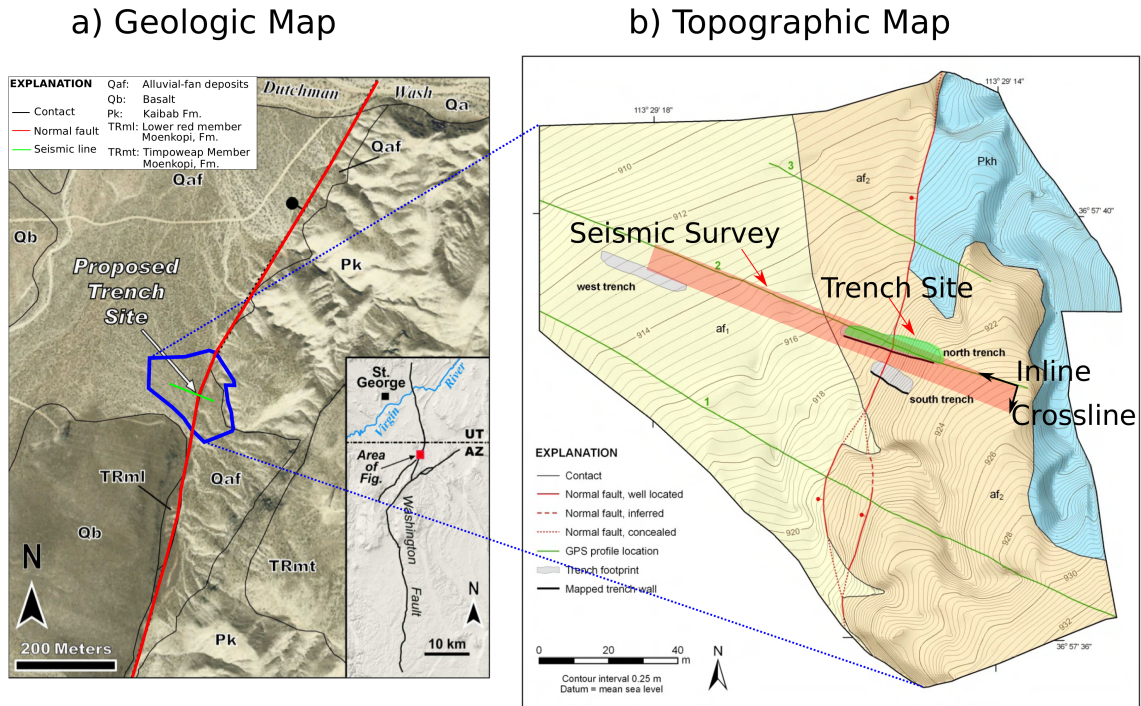 a) Geologic Map
EXPLANATION
Contact
Normal fault
Seismic line
Qaf: Alluvial-fan deposits
Qb: Basalt
Pk: Kaibab Fm.
TRml: Lower red member
Moenkopi, Fm.
TRmt: Timpoweap Member
Moenkopi, Fm.
Dutchman Wash
Qa
Qaf
Qaf
Qb
Pk
Proposed
Trench
Site
TRml
Qaf
Qb
TRmt
Pk
N
200 Meters
St.
George
Virgin River
UT
AZ
Area
of
Fig.
Washington Fault
N
10 km
b) Topographic Map
113° 29' 18"
113° 29' 14"
36° 57' 40"
36° 57' 36"
910
912
914
916
918
920
922
924
926
928
930
932
3
2
1
Pkh
af2
af1
af2
Seismic Survey
west trench
Trench Site
north trench
south trench
Inline
Crossline
EXPLANATION
Contact
Normal fault, well located
Normal fault, inferred
Normal fault, concealed
GPS profile location
Trench footprint
Mapped trench wall
0 20 40
m
Contour interval 0.25 m
Datum = mean sea level
N